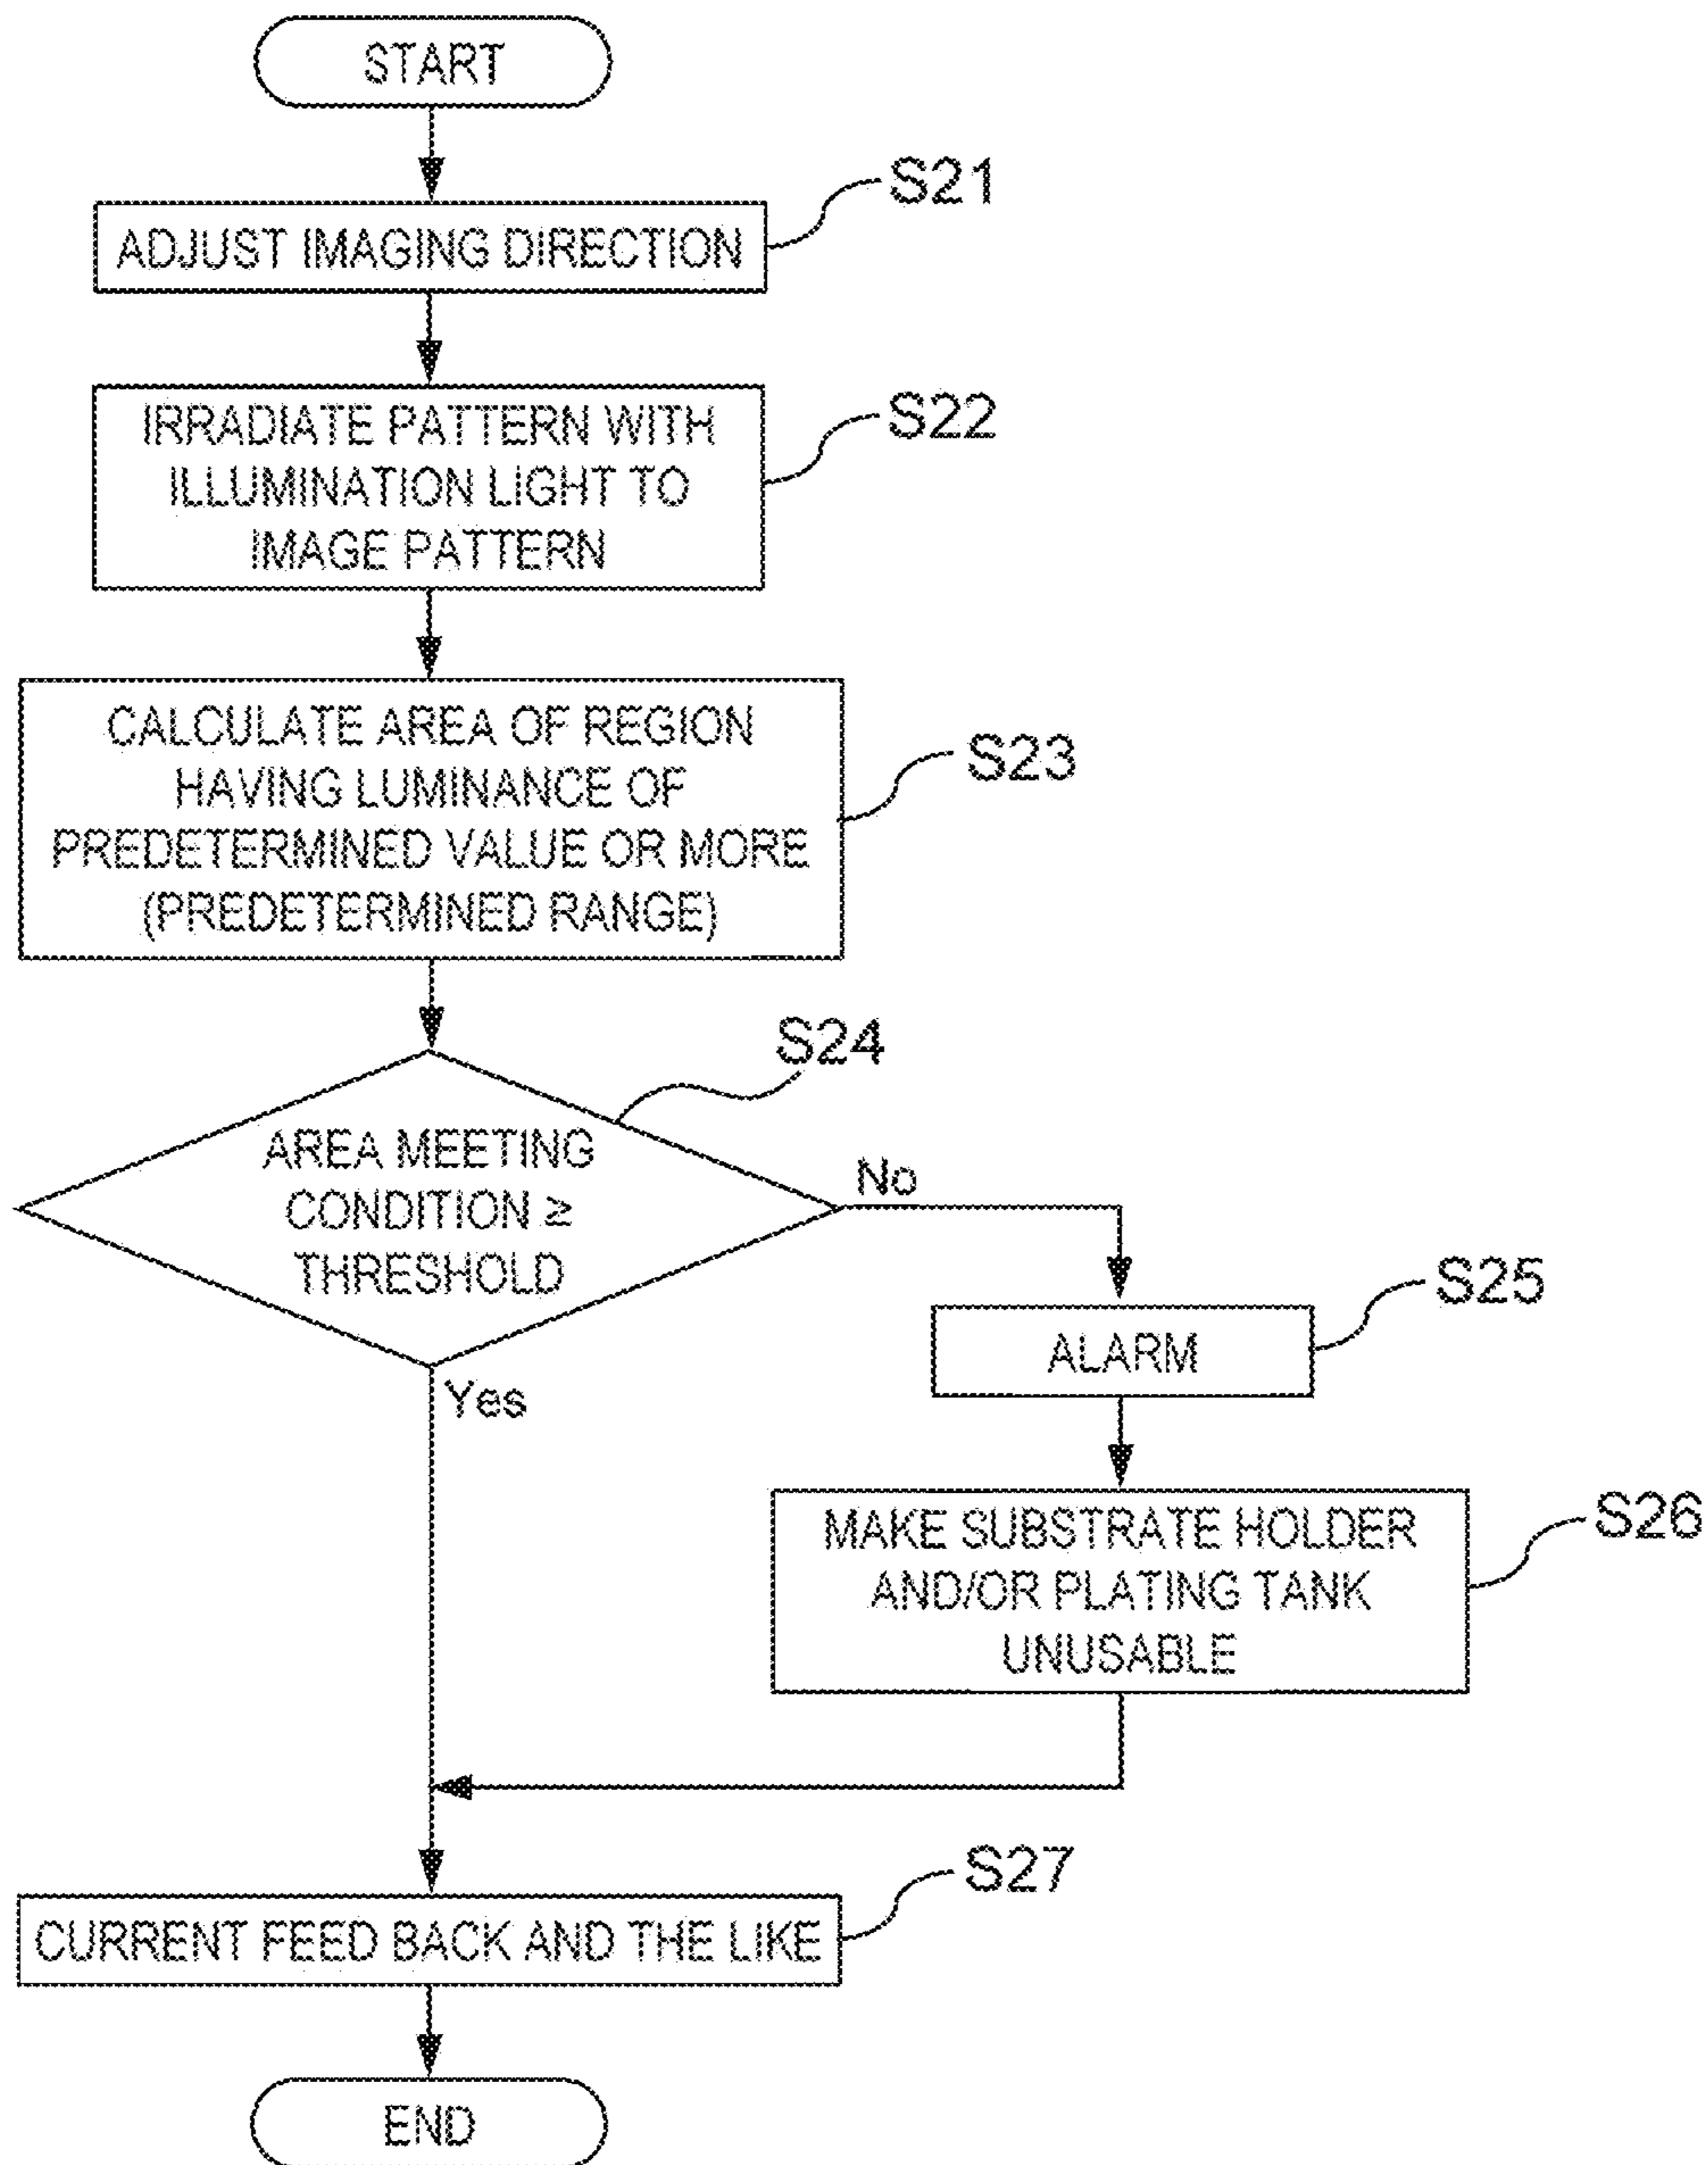 START
S21
ADJUST IMAGING DIRECTION
S22
IRRADIATE PATTERN WITH
ILLUMINATION LIGHT TO
IMAGE PATTERN
S23
CALCULATE AREA OF REGION
HAVING LUMINANCE OF
PREDETERMINED VALUE OR MORE
(PREDETERMINED RANGE)
S24
AREA MEETING
CONDITION ≥
THRESHOLD
No
Yes
S25
ALARM
S26
MAKE SUBSTRATE HOLDER
AND/OR PLATING TANK
UNUSABLE
S27
CURRENT FEED BACK AND THE LIKE
END